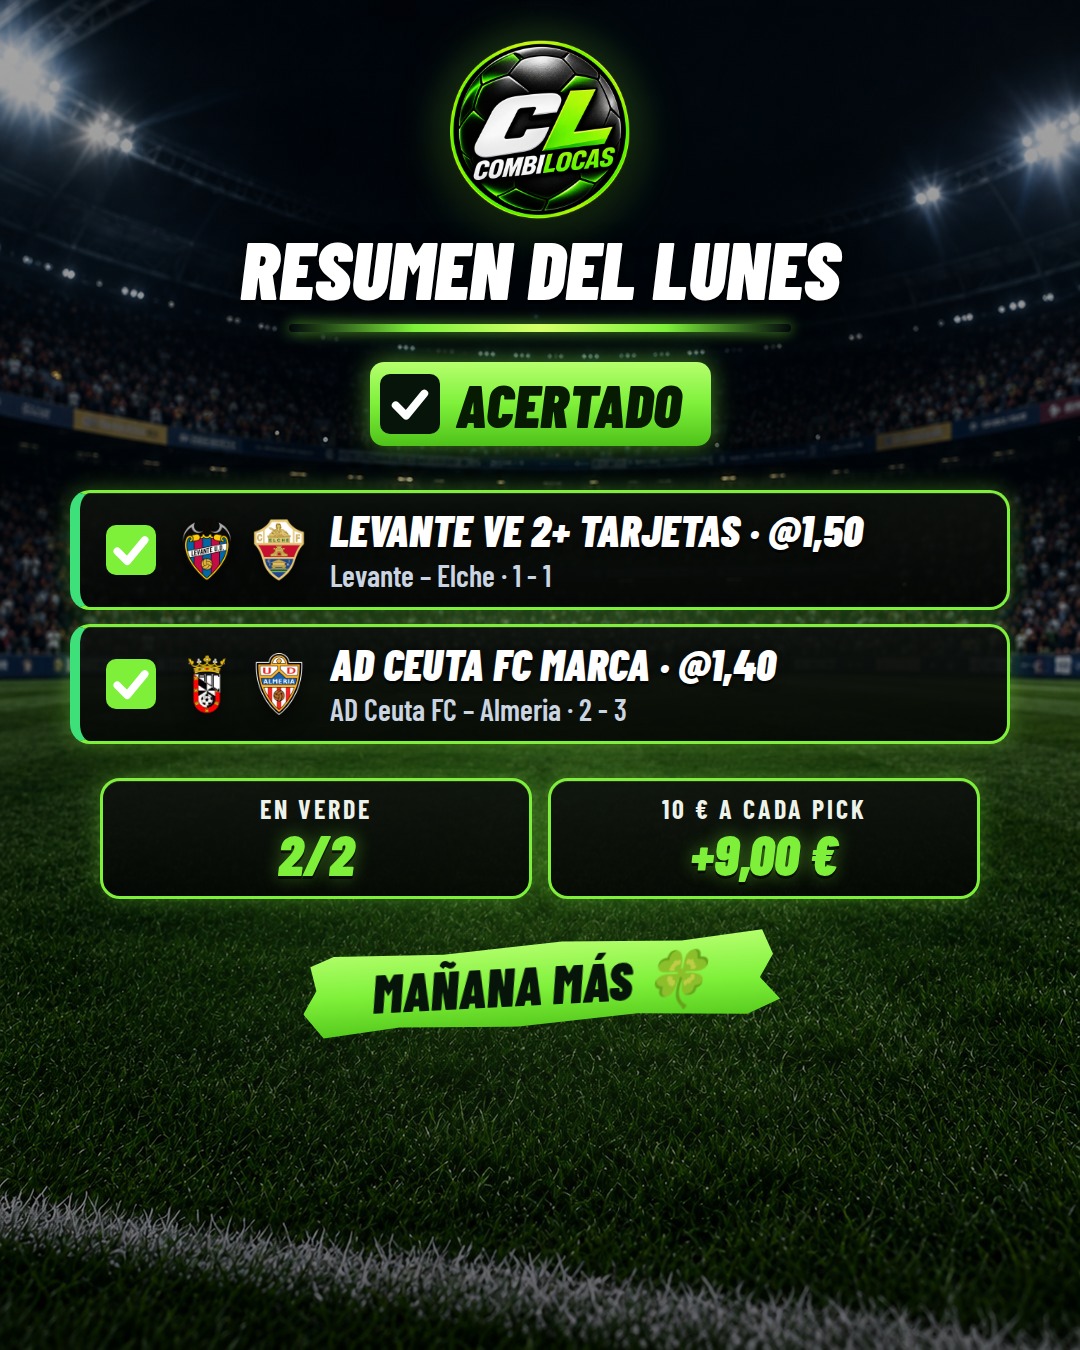 CL
COMBILOCAS
RESUMEN DEL LUNES
ACERTADO
LEVANTE VE 2+ TARJETAS · @1,50
Levante – Elche · 1 - 1
AD CEUTA FC MARCA · @1,40
AD Ceuta FC – Almeria · 2 - 3
EN VERDE
2/2
10 € A CADA PICK
+9,00 €
MAÑANA MÁS